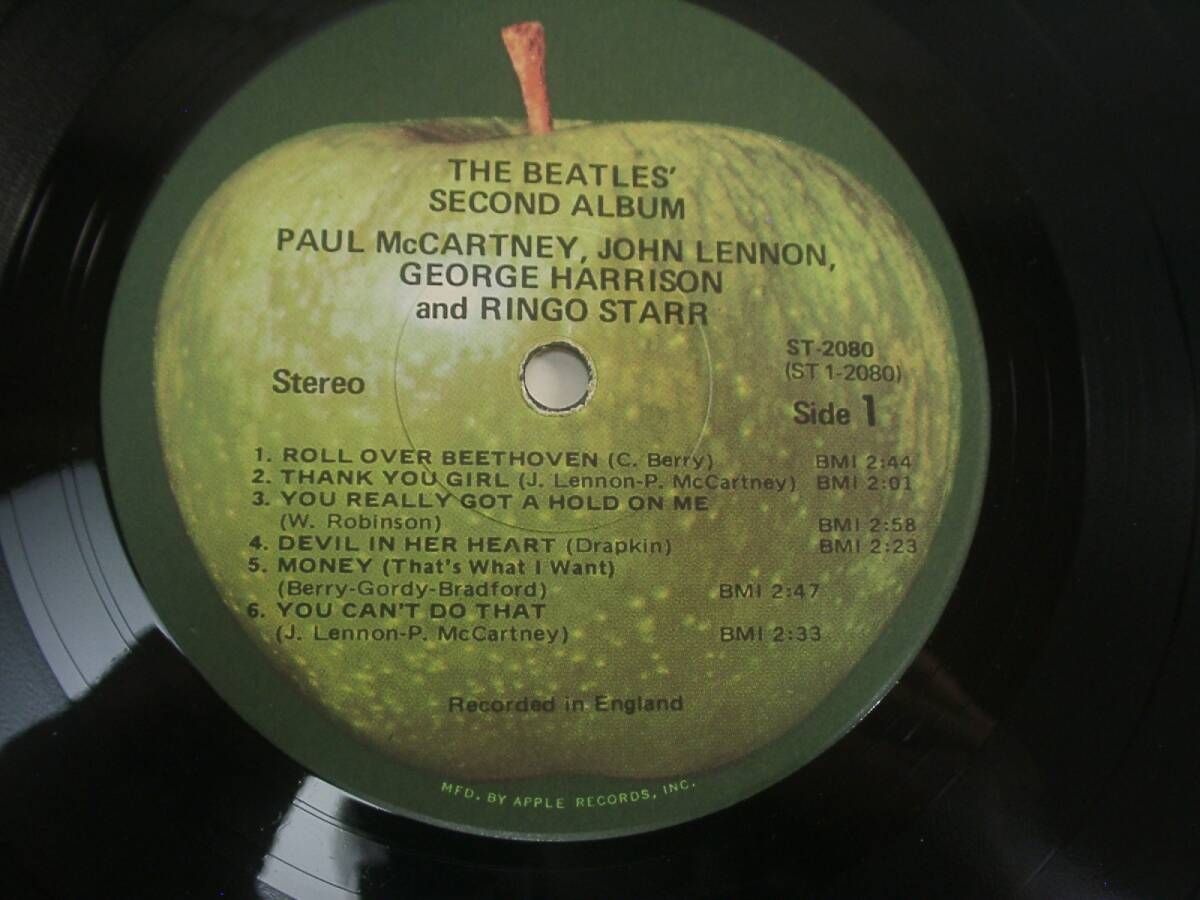 THE BEATLES'
SECOND ALBUM
PAUL McCARTNEY, JOHN LENNON,
GEORGE HARRISON
and RINGO STARR
Stereo
ST-2080
(ST 1-2080)
Side 1
1. ROLL OVER BEETHOVEN (C. Berry) BMI 2:44
2. THANK YOU GIRL (J. Lennon-P. McCartney) BMI 2:01
3. YOU REALLY GOT A HOLD ON ME
(W. Robinson) BMI 2:58
4. DEVIL IN HER HEART (Drapkin) BMI 2:23
5. MONEY (That's What I Want)
(Berry-Gordy-Bradford) BMI 2:47
6. YOU CAN'T DO THAT
(J. Lennon-P. McCartney) BMI 2:33
Recorded in England
MFD. BY APPLE RECORDS, INC.